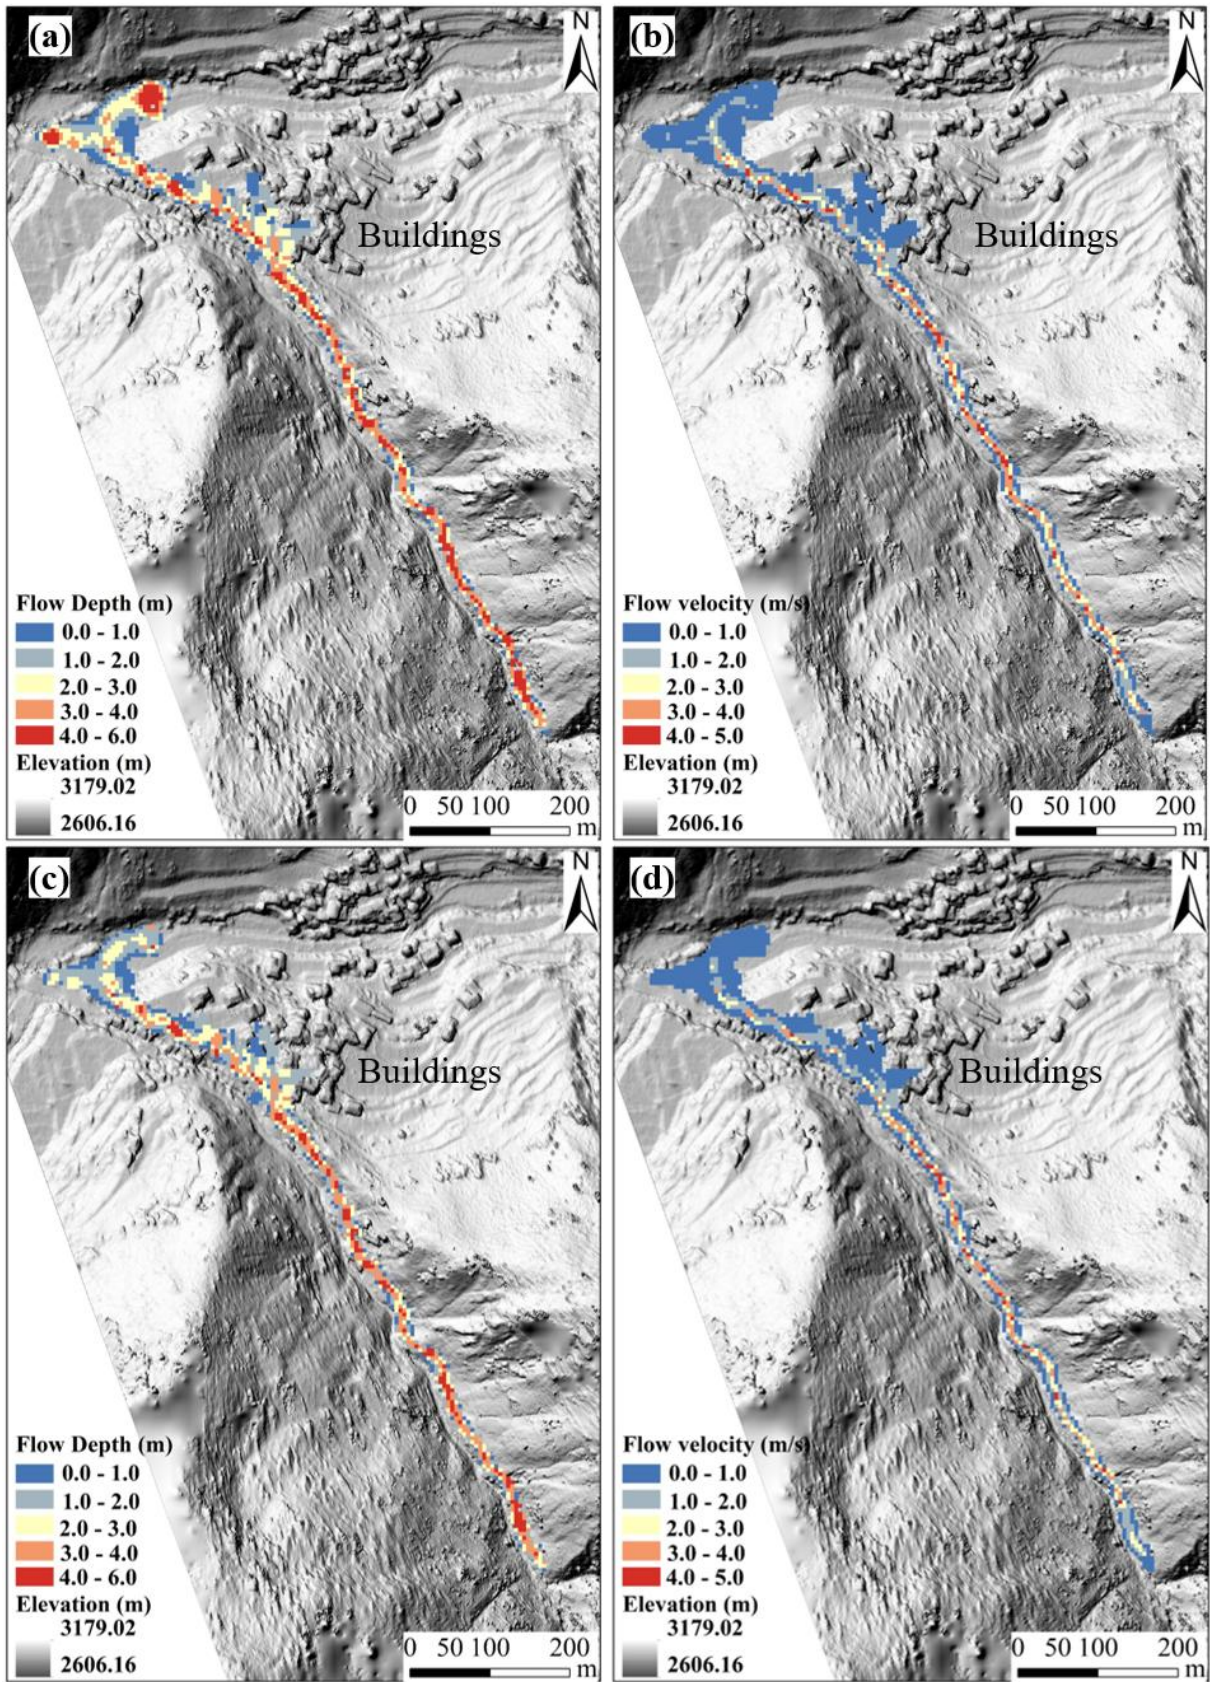 (a)
N
Buildings
Flow Depth (m)
0.0 - 1.0
1.0 - 2.0
2.0 - 3.0
3.0 - 4.0
4.0 - 6.0
Elevation (m)
3179.02
2606.16
0 50 100 200
m
(b)
N
Buildings
Flow velocity (m/s)
0.0 - 1.0
1.0 - 2.0
2.0 - 3.0
3.0 - 4.0
4.0 - 5.0
Elevation (m)
3179.02
2606.16
0 50 100 200
m
(c)
N
Buildings
Flow Depth (m)
0.0 - 1.0
1.0 - 2.0
2.0 - 3.0
3.0 - 4.0
4.0 - 6.0
Elevation (m)
3179.02
2606.16
0 50 100 200
m
(d)
N
Buildings
Flow velocity (m/s)
0.0 - 1.0
1.0 - 2.0
2.0 - 3.0
3.0 - 4.0
4.0 - 5.0
Elevation (m)
3179.02
2606.16
0 50 100 200
m